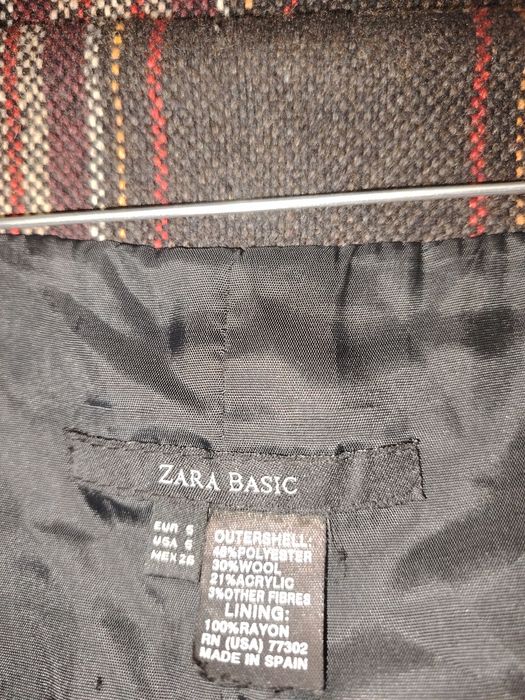 ZARA BASIC
EUR S
USA S
MEX 26
OUTERSHELL:
46%POLYESTER
30%WOOL
21%ACRYLIC
3%OTHER FIBRES
LINING:
100%RAYON
RN (USA) 77302
MADE IN SPAIN